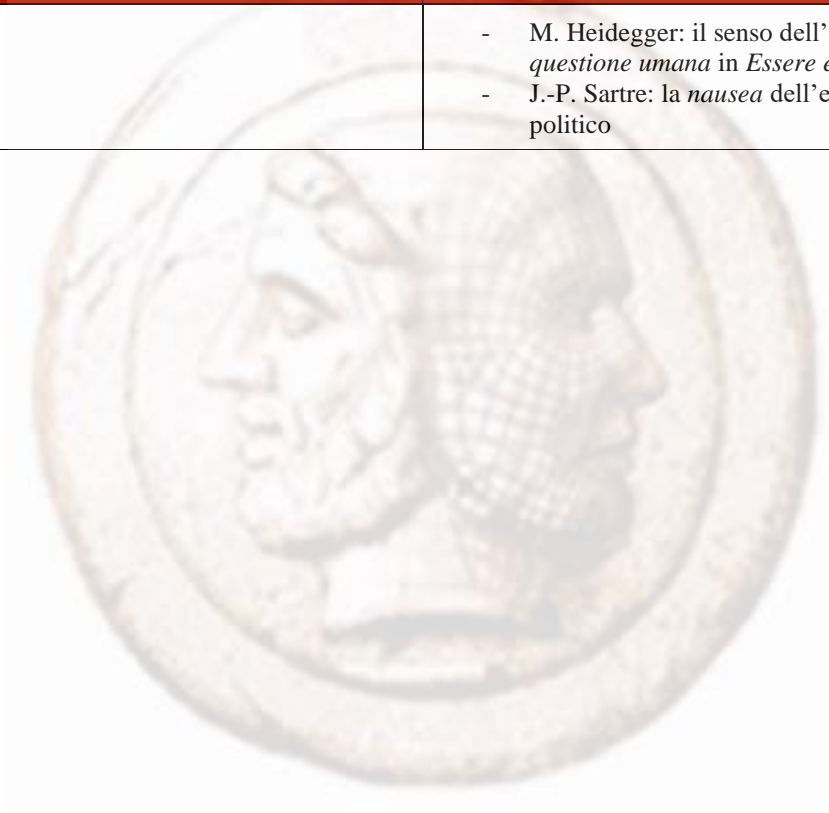 - M. Heidegger: il senso dell’
questione umana in Essere e
- J.-P. Sartre: la nausea dell’e
politico